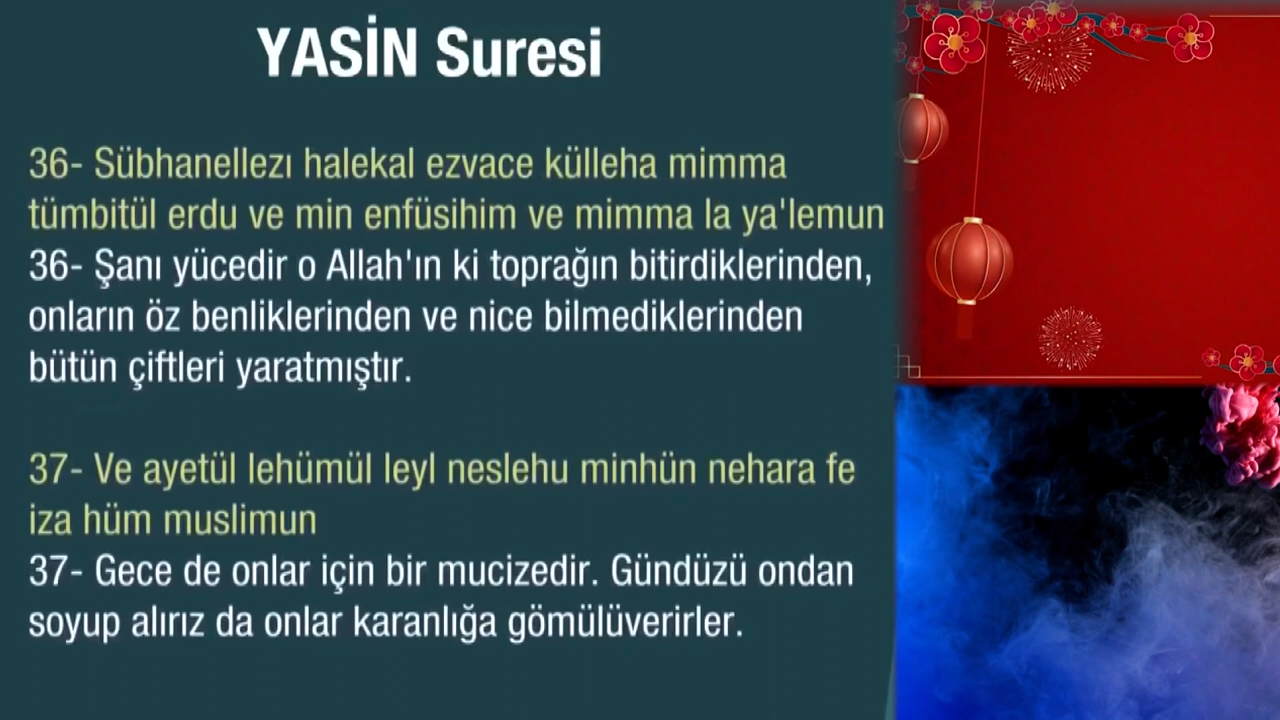 YASİN Suresi
36- Sübhanellezı halekal ezvace külleha mimma
tümbitül erdu ve min enfüsihim ve mimma la ya'lemun
36- Şanı yücedir o Allah'ın ki toprağın bitirdiklerinden,
onların öz benliklerinden ve nice bilmediklerinden
bütün çiftleri yaratmıştır.
37- Ve ayetül lehümül leyl neslehu minhün nehara fe
iza hüm muslimun
37- Gece de onlar için bir mucizedir. Gündüzü ondan
soyup alırız da onlar karanlığa gömülüverirler.